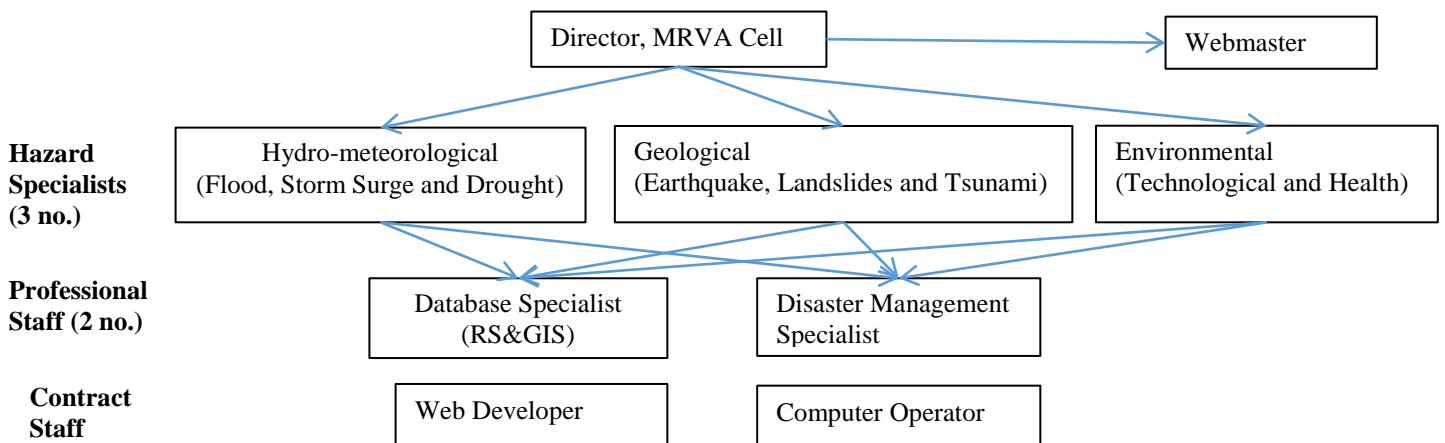 Director, MRVA Cell
Webmaster
Hazard
Specialists
(3 no.)
Hydro-meteorological
(Flood, Storm Surge and Drought)
Geological
(Earthquake, Landslides and Tsunami)
Environmental
(Technological and Health)
Professional
Staff (2 no.)
Database Specialist
(RS&GIS)
Disaster Management
Specialist
Contract
Staff
Web Developer
Computer Operator